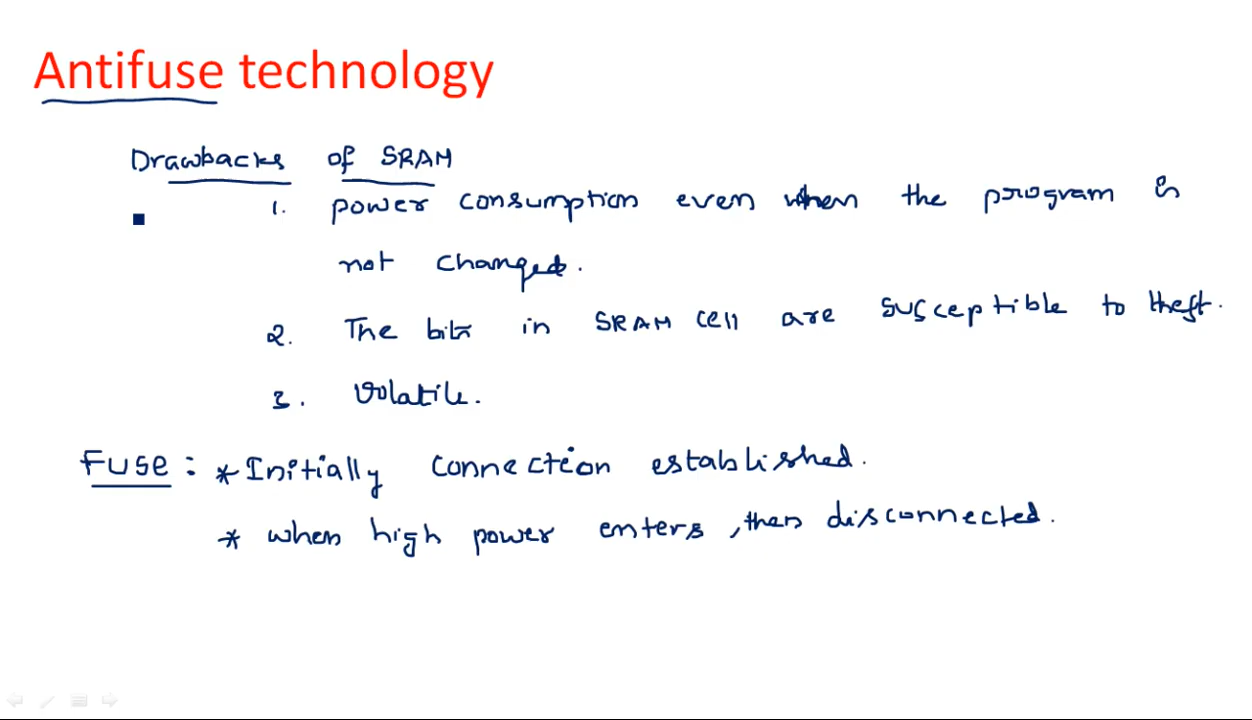 Antifuse technology
Drawbacks of SRAM
1. power consumption even when the program is
not changed.
2. The bits in SRAM cell are susceptible to theft.
3. Volatile.
Fuse : * Initially connection established.
* when high power enters, then disconnected.